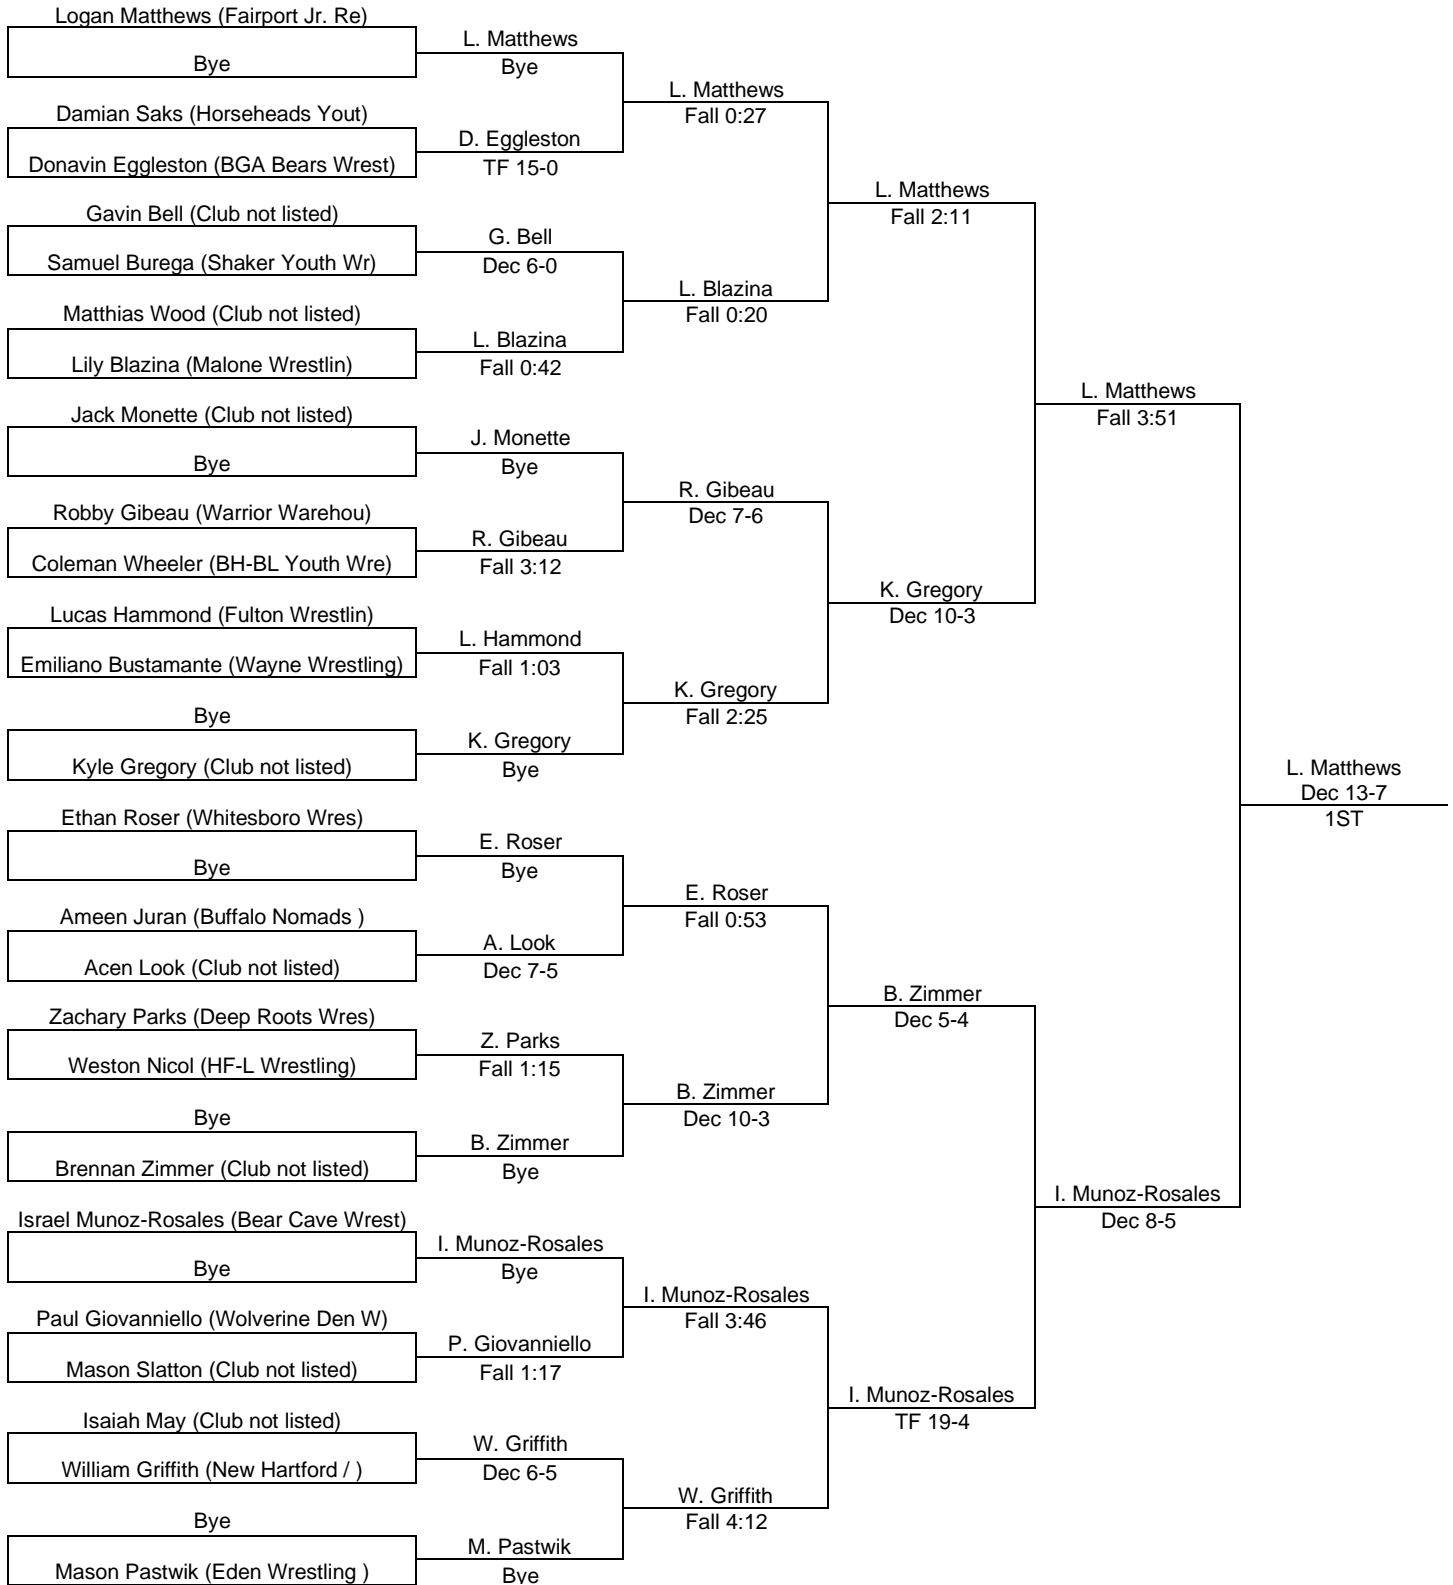 Logan Matthews (Fairport Jr. Re)
Bye
Damian Saks (Horseheads Yout)
Donavin Eggleston (BGA Bears Wrest)
Gavin Bell (Club not listed)
Samuel Burega (Shaker Youth Wr)
Matthias Wood (Club not listed)
Lily Blazina (Malone Wrestlin)
Jack Monette (Club not listed)
Bye
Robby Gibeau (Warrior Warehou)
Coleman Wheeler (BH-BL Youth Wre)
Lucas Hammond (Fulton Wrestlin)
Emiliano Bustamante (Wayne Wrestling)
Bye
Kyle Gregory (Club not listed)
Ethan Roser (Whitesboro Wres)
Bye
Ameen Juran (Buffalo Nomads )
Acen Look (Club not listed)
Zachary Parks (Deep Roots Wres)
Weston Nicol (HF-L Wrestling)
Bye
Brennan Zimmer (Club not listed)
Israel Munoz-Rosales (Bear Cave Wrest)
Bye
Paul Giovanniello (Wolverine Den W)
Mason Slatton (Club not listed)
Isaiah May (Club not listed)
William Griffith (New Hartford / )
Bye
Mason Pastwik (Eden Wrestling )
L. Matthews
Bye
D. Eggleston
TF 15-0
G. Bell
Dec 6-0
L. Blazina
Fall 0:42
J. Monette
Bye
R. Gibeau
Fall 3:12
L. Hammond
Fall 1:03
K. Gregory
Bye
E. Roser
Bye
A. Look
Dec 7-5
Z. Parks
Fall 1:15
B. Zimmer
Bye
I. Munoz-Rosales
Bye
P. Giovanniello
Fall 1:17
W. Griffith
Dec 6-5
M. Pastwik
Bye
L. Matthews
Fall 0:27
L. Blazina
Fall 0:20
R. Gibeau
Dec 7-6
K. Gregory
Fall 2:25
E. Roser
Fall 0:53
B. Zimmer
Dec 10-3
I. Munoz-Rosales
Fall 3:46
W. Griffith
Fall 4:12
L. Matthews
Fall 2:11
K. Gregory
Dec 10-3
B. Zimmer
Dec 5-4
I. Munoz-Rosales
TF 19-4
L. Matthews
Fall 3:51
I. Munoz-Rosales
Dec 8-5
L. Matthews
Dec 13-7
1ST